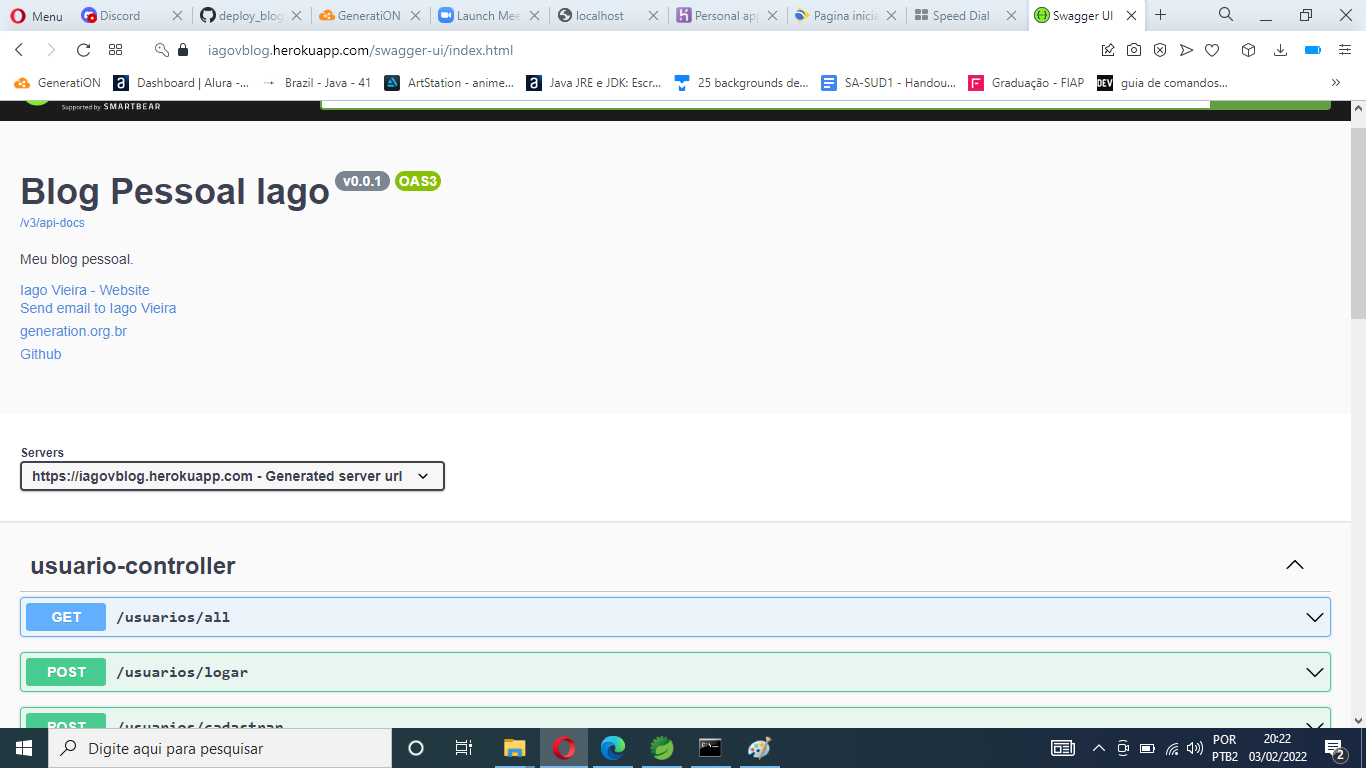 Menu Discord deploy_blog GeneratiON Launch Mee localhost Personal app Pagina inicia Speed Dial Swagger UI
iagovblog.herokuapp.com/swagger-ui/index.html
GeneratiON Dashboard | Alura -... Brazil - Java - 41 ArtStation - anime... Java JRE e JDK: Escr... 25 backgrounds de... SA-SUD1 - Handou... Graduação - FIAP DEV guia de comandos... »
Supported by SMARTBEAR
Blog Pessoal Iago v0.0.1 OAS3
/v3/api-docs
Meu blog pessoal.
Iago Vieira - Website
Send email to Iago Vieira
generation.org.br
Github
Servers
https://iagovblog.herokuapp.com - Generated server url
usuario-controller
GET /usuarios/all
POST /usuarios/logar
POST /usuarios/cadastrar
Digite aqui para pesquisar
POR
PTB2
20:22
03/02/2022
2